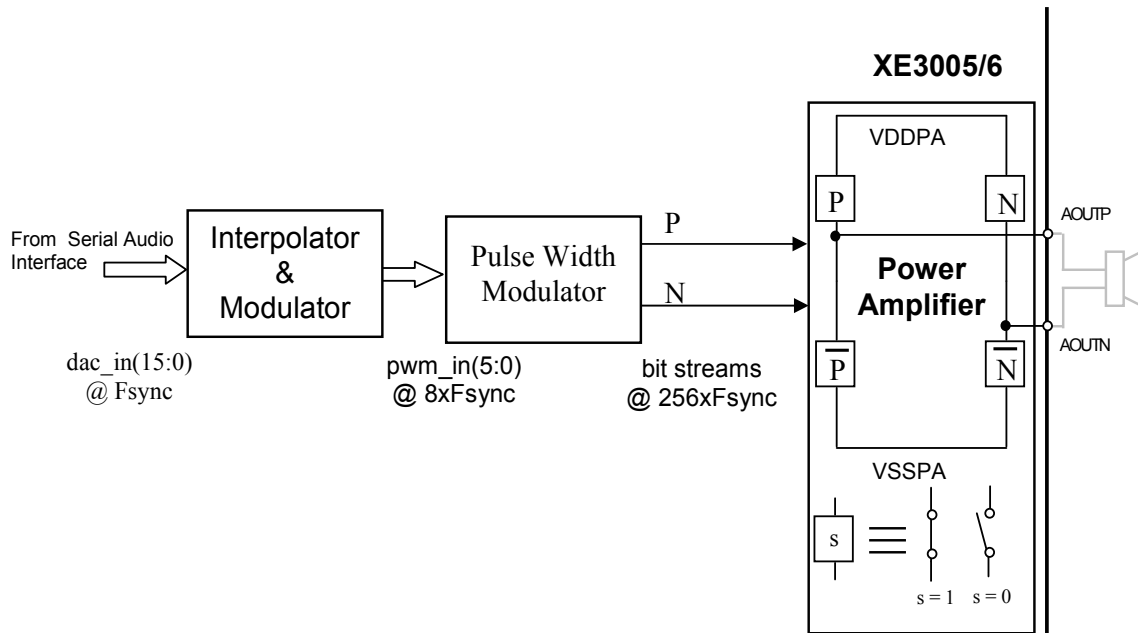 XE3005/6
VDDPA
P
N
AOUTP
From Serial Audio
Interface
Interpolator
&
Modulator
Pulse Width
Modulator
P
N
Power
Amplifier
AOUTN
P̅
N̅
dac_in(15:0)
@ Fsync
pwm_in(5:0)
@ 8xFsync
bit streams
@ 256xFsync
VSSPA
s
s = 1
s = 0